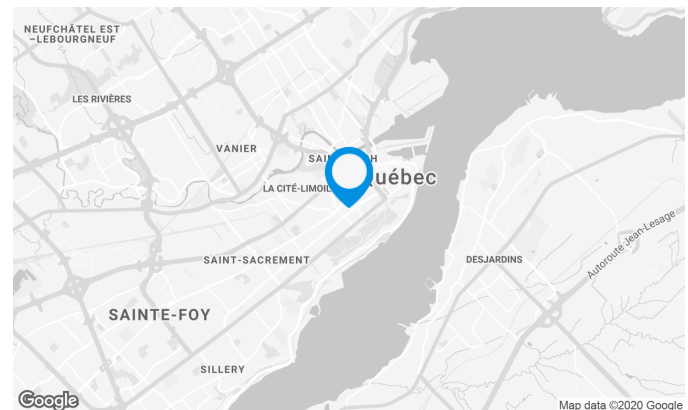 NEUFCHÂTEL EST
–LEBOURGNEUF
LES RIVIÈRES
VANIER
LA CITÉ-LIMOIL
SAINT-SACREMENT
DESJARDINS
Autoroute Jean-Lesage
SAINTE-FOY
SILLERY
Google
Map data ©2020 Google